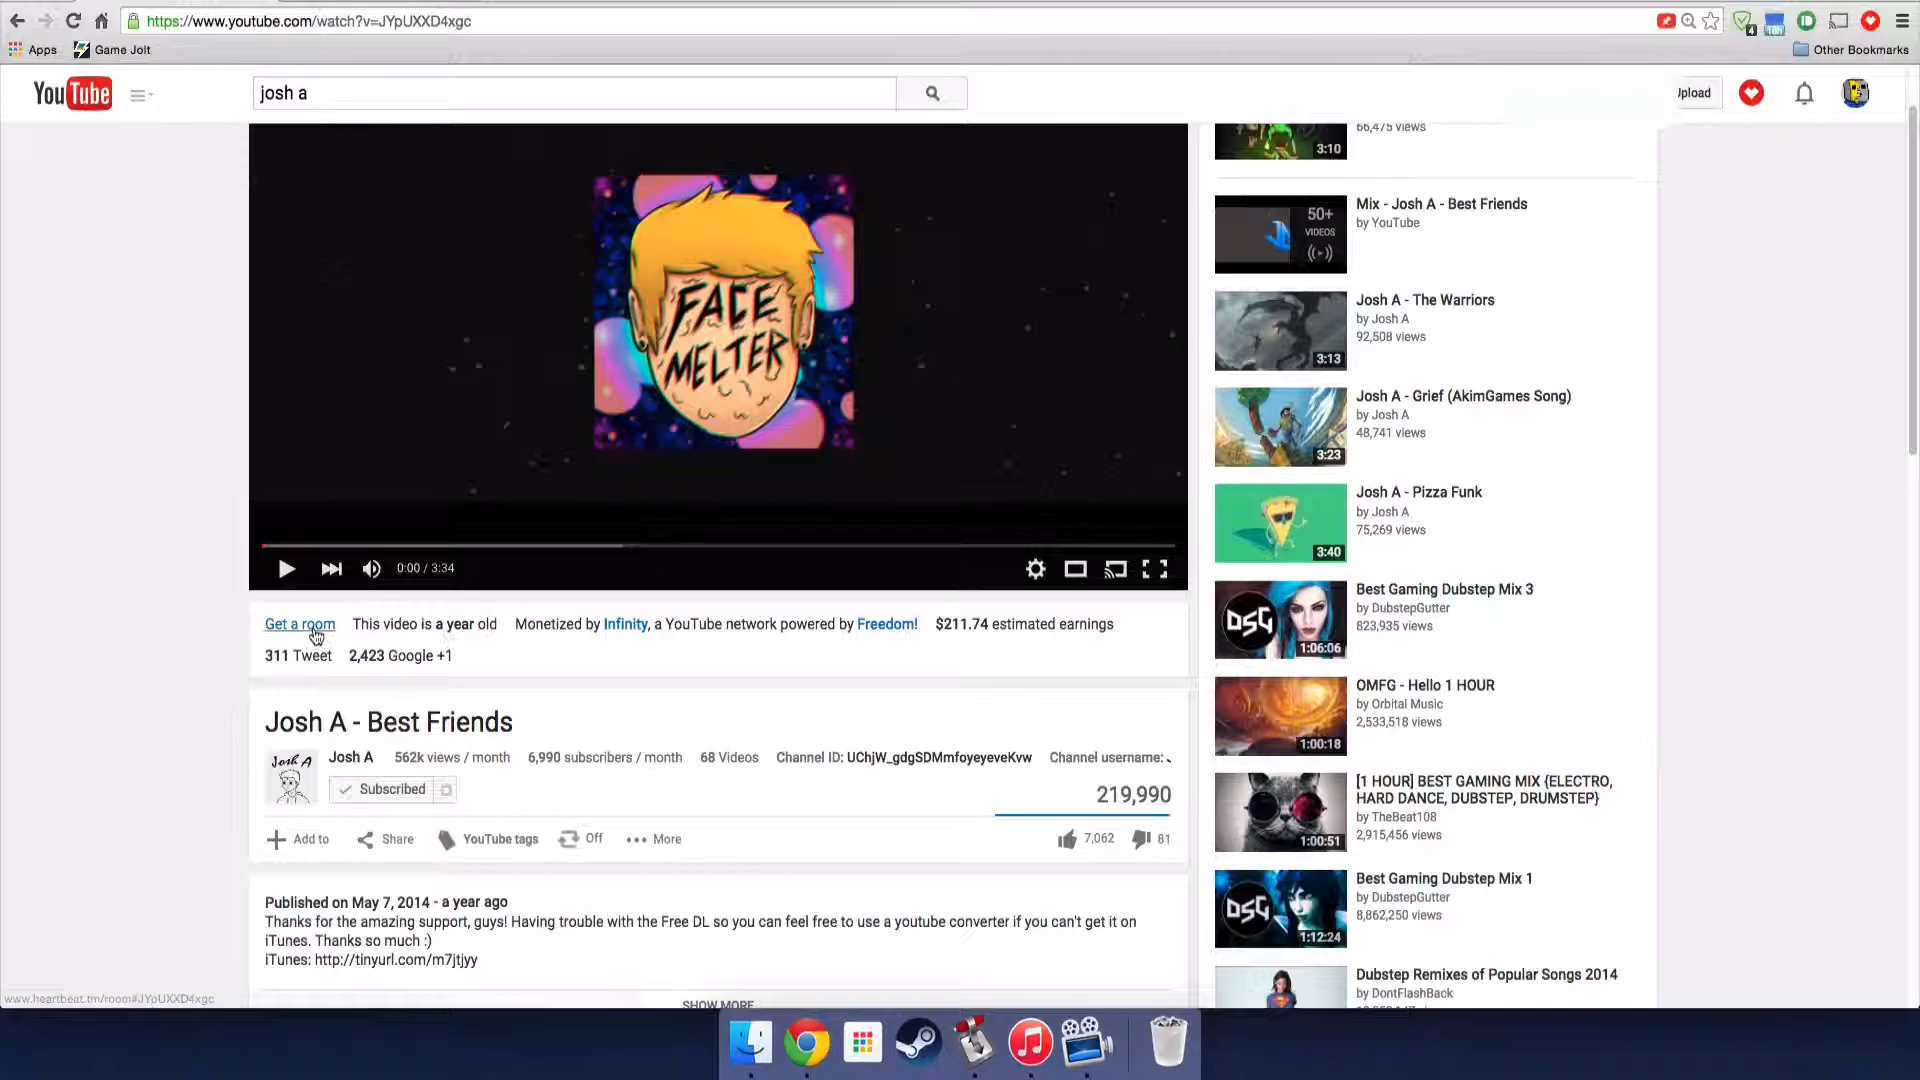 https://www.youtube.com/watch?v=JYpUXXD4xgc
Apps
Game Jolt
Other Bookmarks
YouTube
josh a
Upload
FACE
MELTER
0:00 / 3:34
Get a room This video is a year old Monetized by Infinity, a YouTube network powered by Freedom! $211.74 estimated earnings
311 Tweet 2,423 Google +1
Josh A - Best Friends
Josh A
Josh A 562k views / month 6,990 subscribers / month 68 Videos Channel ID: UChjW_gdgSDMmfoyeyeveKvw Channel username:
Subscribed
219,990
Add to Share YouTube tags Off More
7,062 81
Published on May 7, 2014 - a year ago
Thanks for the amazing support, guys! Having trouble with the Free DL so you can feel free to use a youtube converter if you can't get it on
iTunes. Thanks so much :)
iTunes: http://tinyurl.com/m7jtjyy
SHOW MORE
www.heartbeat.tm/room#JYpUXXD4xgc
66,475 views
3:10
50+
VIDEOS
Mix - Josh A - Best Friends
by YouTube
3:13
Josh A - The Warriors
by Josh A
92,508 views
3:23
Josh A - Grief (AkimGames Song)
by Josh A
48,741 views
3:40
Josh A - Pizza Funk
by Josh A
75,269 views
DSG
1:06:06
Best Gaming Dubstep Mix 3
by DubstepGutter
823,935 views
1:00:18
OMFG - Hello 1 HOUR
by Orbital Music
2,533,518 views
1:00:51
[1 HOUR] BEST GAMING MIX {ELECTRO,
HARD DANCE, DUBSTEP, DRUMSTEP}
by TheBeat108
2,915,456 views
DSG
1:12:24
Best Gaming Dubstep Mix 1
by DubstepGutter
8,862,250 views
Dubstep Remixes of Popular Songs 2014
by DontFlashBack